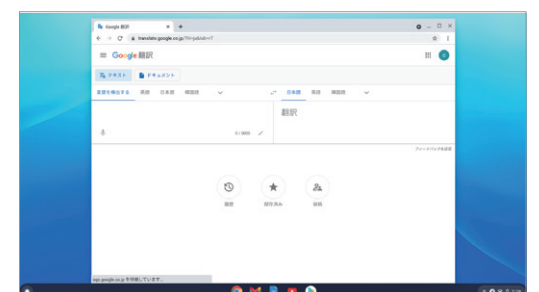 Google 翻訳
translate.google.co.jp/?hl=ja&tab=rT
Google 翻訳
テキスト ドキュメント
言語を検出する 英語 日本語 韓国語 日本語 英語 韓国語
翻訳
0 / 5000
フィードバックを送信
履歴 保存済み 投稿